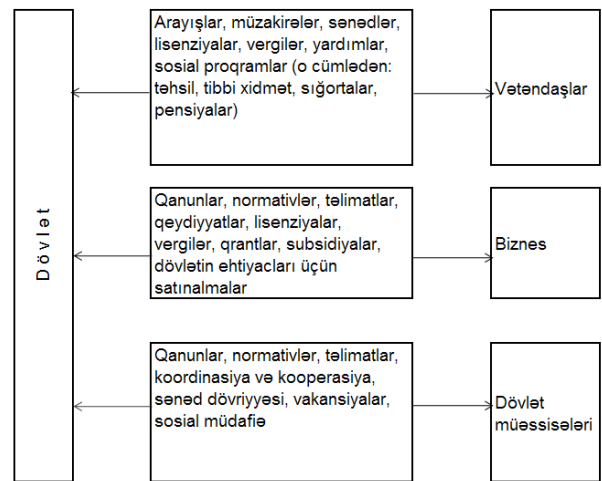 Dövlət
Arayışlar, müzakirələr, sənədlər,
lisenziyalar, vergilər, yardımlar,
sosial proqramlar (o cümlədən:
təhsil, tibbi xidmət, sığortalar,
pensiyalar)
Vətəndaşlar
Qanunlar, normativlər, təlimatlar,
qeydiyyatlar, lisenziyalar,
vergilər, qrantlar, subsidiyalar,
dövlətin ehtiyacları üçün
satınalmalar
Biznes
Qanunlar, normativlər, təlimatlar,
koordinasiya və kooperasiya,
sənəd dövriyyəsi, vakansiyalar,
sosial müdafiə
Dövlət
müəssisələri